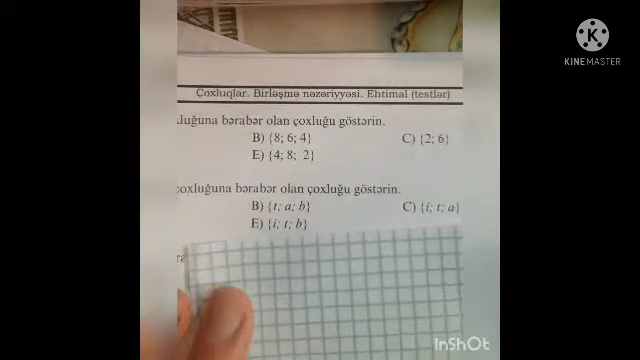 KINEMASTER
Çoxluqlar. Birləşmə nəzəriyyəsi. Ehtimal (testlər)
luğuna bərabər olan çoxluğu göstərin.
B) {8; 6; 4} C) {2; 6}
E) {4; 8; 2}
çoxluğuna bərabər olan çoxluğu göstərin.
B) {t; a; b} C) {i; t; a}
E) {i; t; b}
InShOt